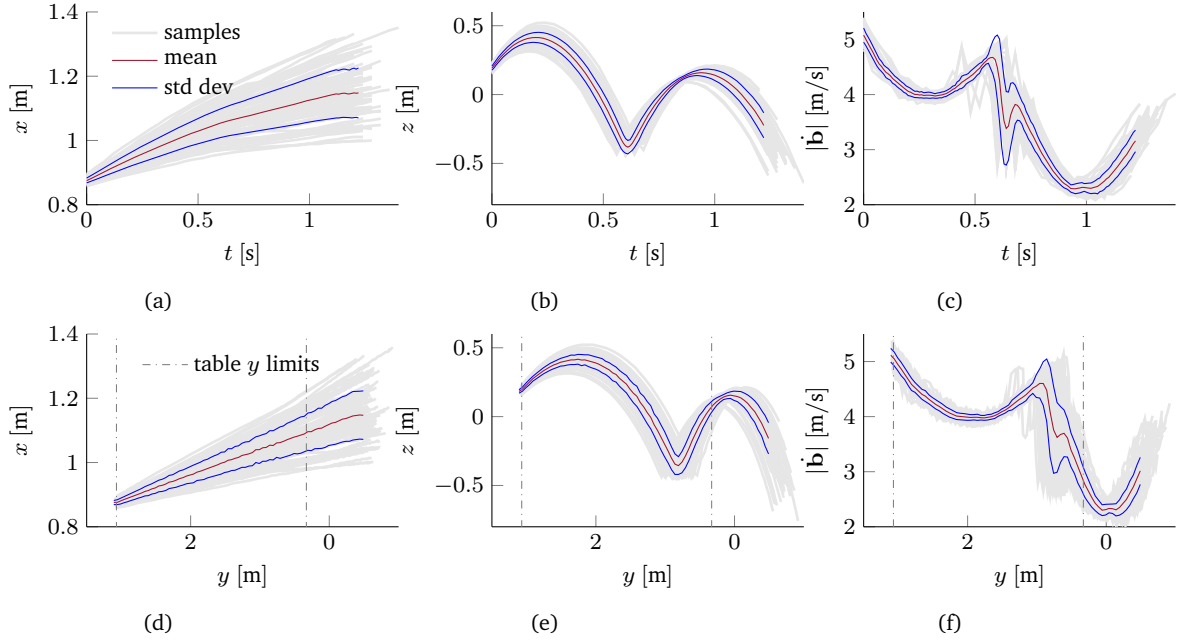 1.4
1.2
1
0.8
x [m]
0
0.5
1
t [s]
samples
mean
std dev
(a)
0.5
0
−0.5
z [m]
0
0.5
1
t [s]
(b)
5
4
3
2
|ḃ| [m/s]
0
0.5
1
t [s]
(c)
1.4
1.2
1
0.8
x [m]
2
0
y [m]
table y limits
(d)
0.5
0
−0.5
z [m]
2
0
y [m]
(e)
5
4
3
2
|ḃ| [m/s]
2
0
y [m]
(f)